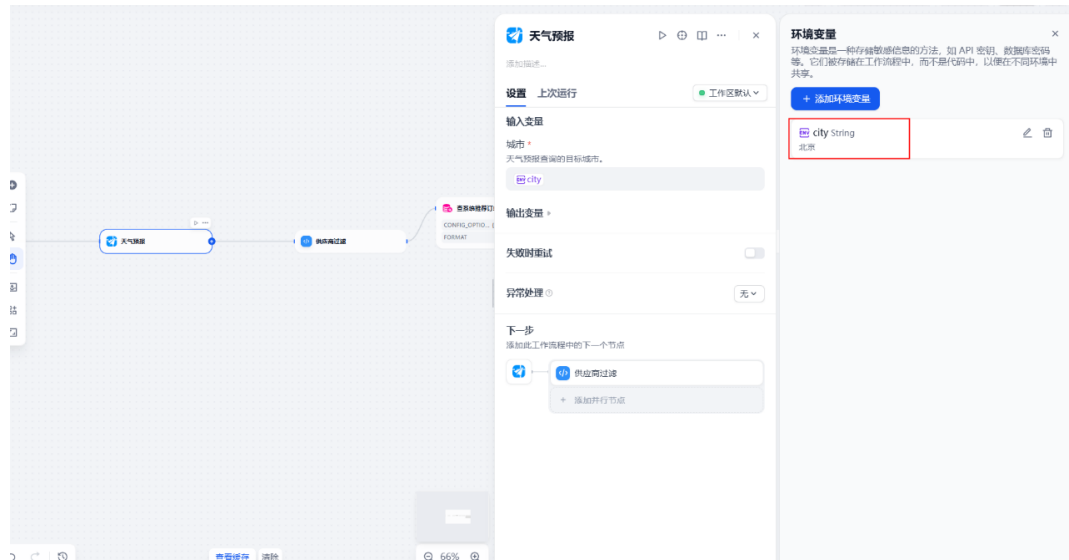 天气预报
供应商过滤
CONFIG_OPTIO...
FORMAT
查看缓存 清除
66%
天气预报
添加描述...
设置 上次运行
工作区默认
输入变量
城市 *
天气预报查询的目标城市。
ENV city
输出变量
失败时重试
异常处理
无
下一步
添加此工作流程中的下一个节点
供应商过滤
+ 添加并行节点
环境变量
环境变量是一种存储敏感信息的方法，如 API 密钥、数据库密码
等。它们被存储在工作流程中，而不是代码中，以便在不同环境中
共享。
+ 添加环境变量
ENV city String
北京